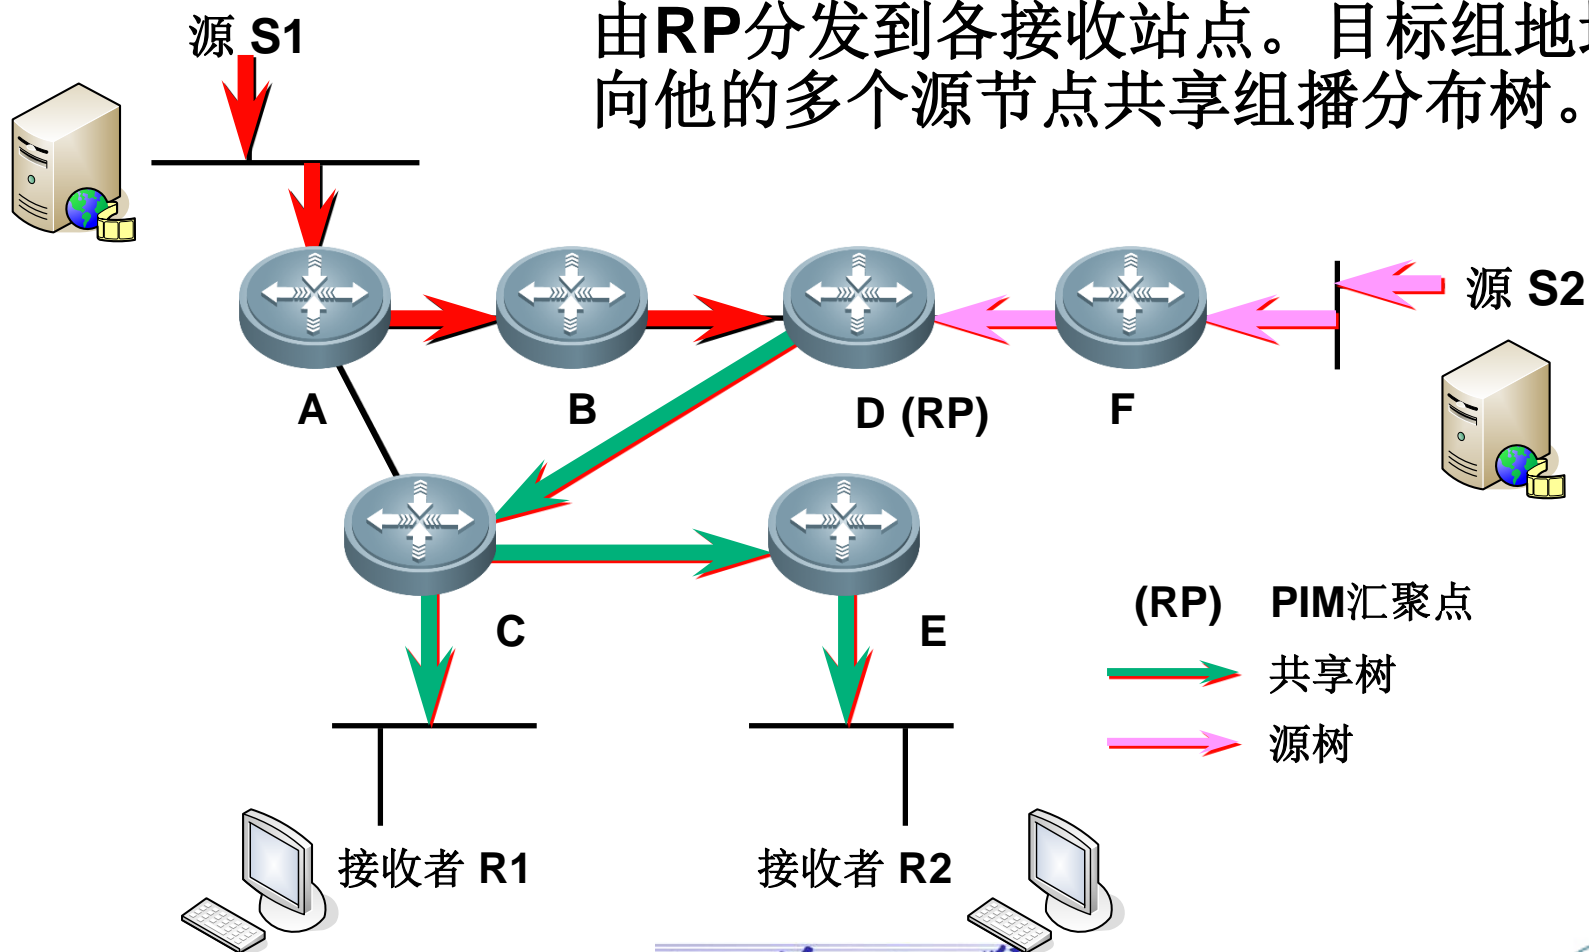 源 S1
由RP分发到各接收站点。目标组地
向他的多个源节点共享组播分布树。
源 S2
A
B
D (RP)
F
C
E
(RP) PIM汇聚点
共享树
源树
接收者 R1
接收者 R2